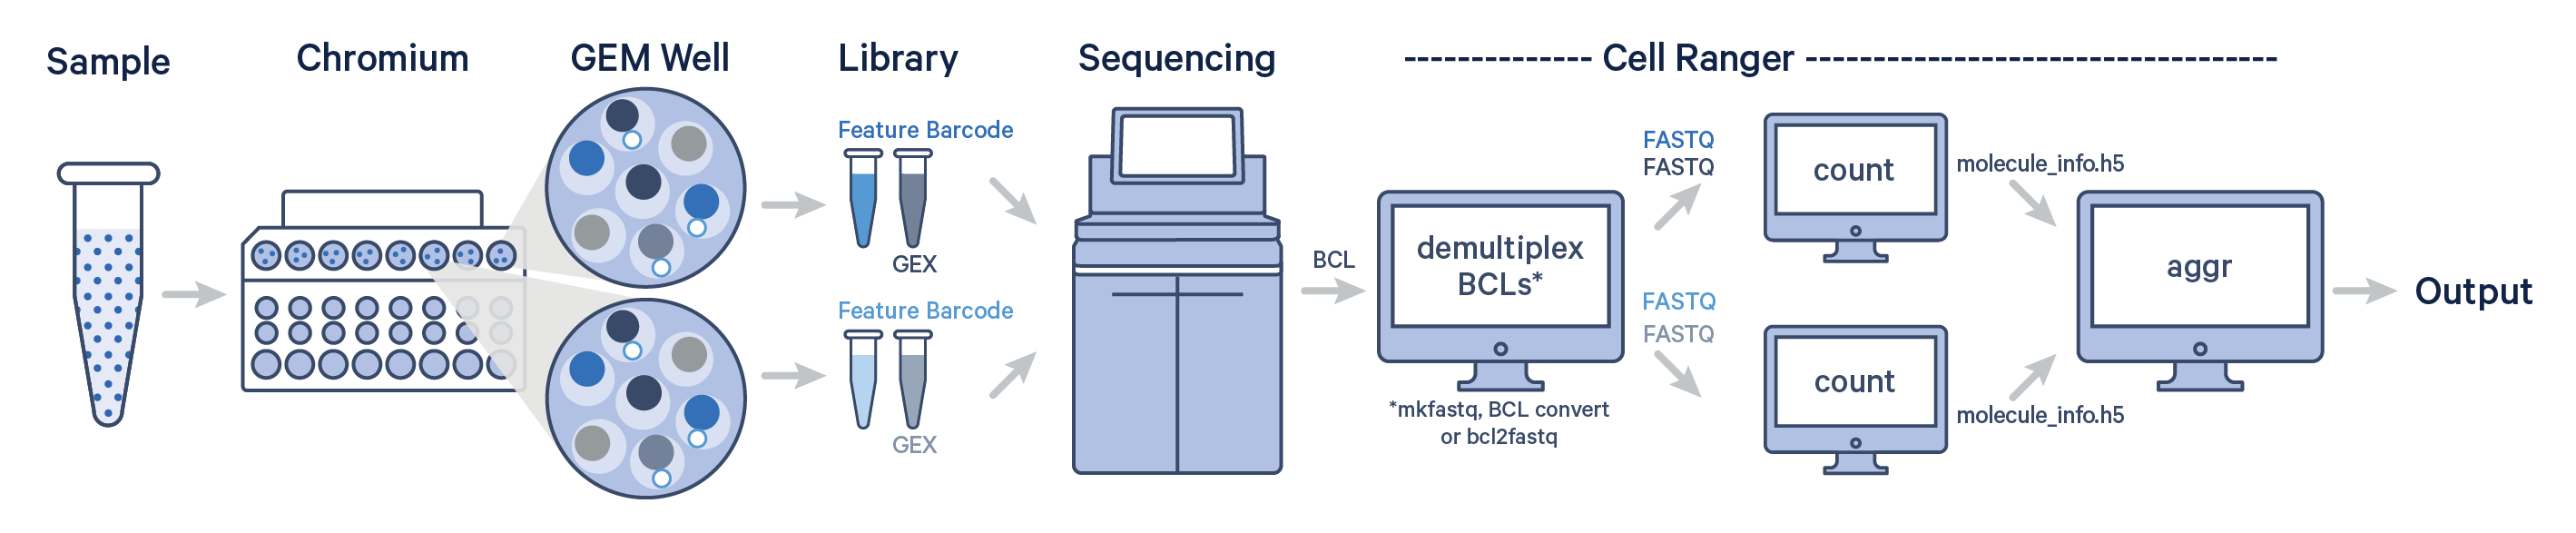 Sample
Chromium
GEM Well
Library
Sequencing
Cell Ranger
Feature Barcode
GEX
Feature Barcode
GEX
BCL
demultiplex
BCLs*
*mkfastq, BCL convert
or bcl2fastq
FASTQ
FASTQ
FASTQ
FASTQ
count
count
molecule_info.h5
molecule_info.h5
aggr
Output